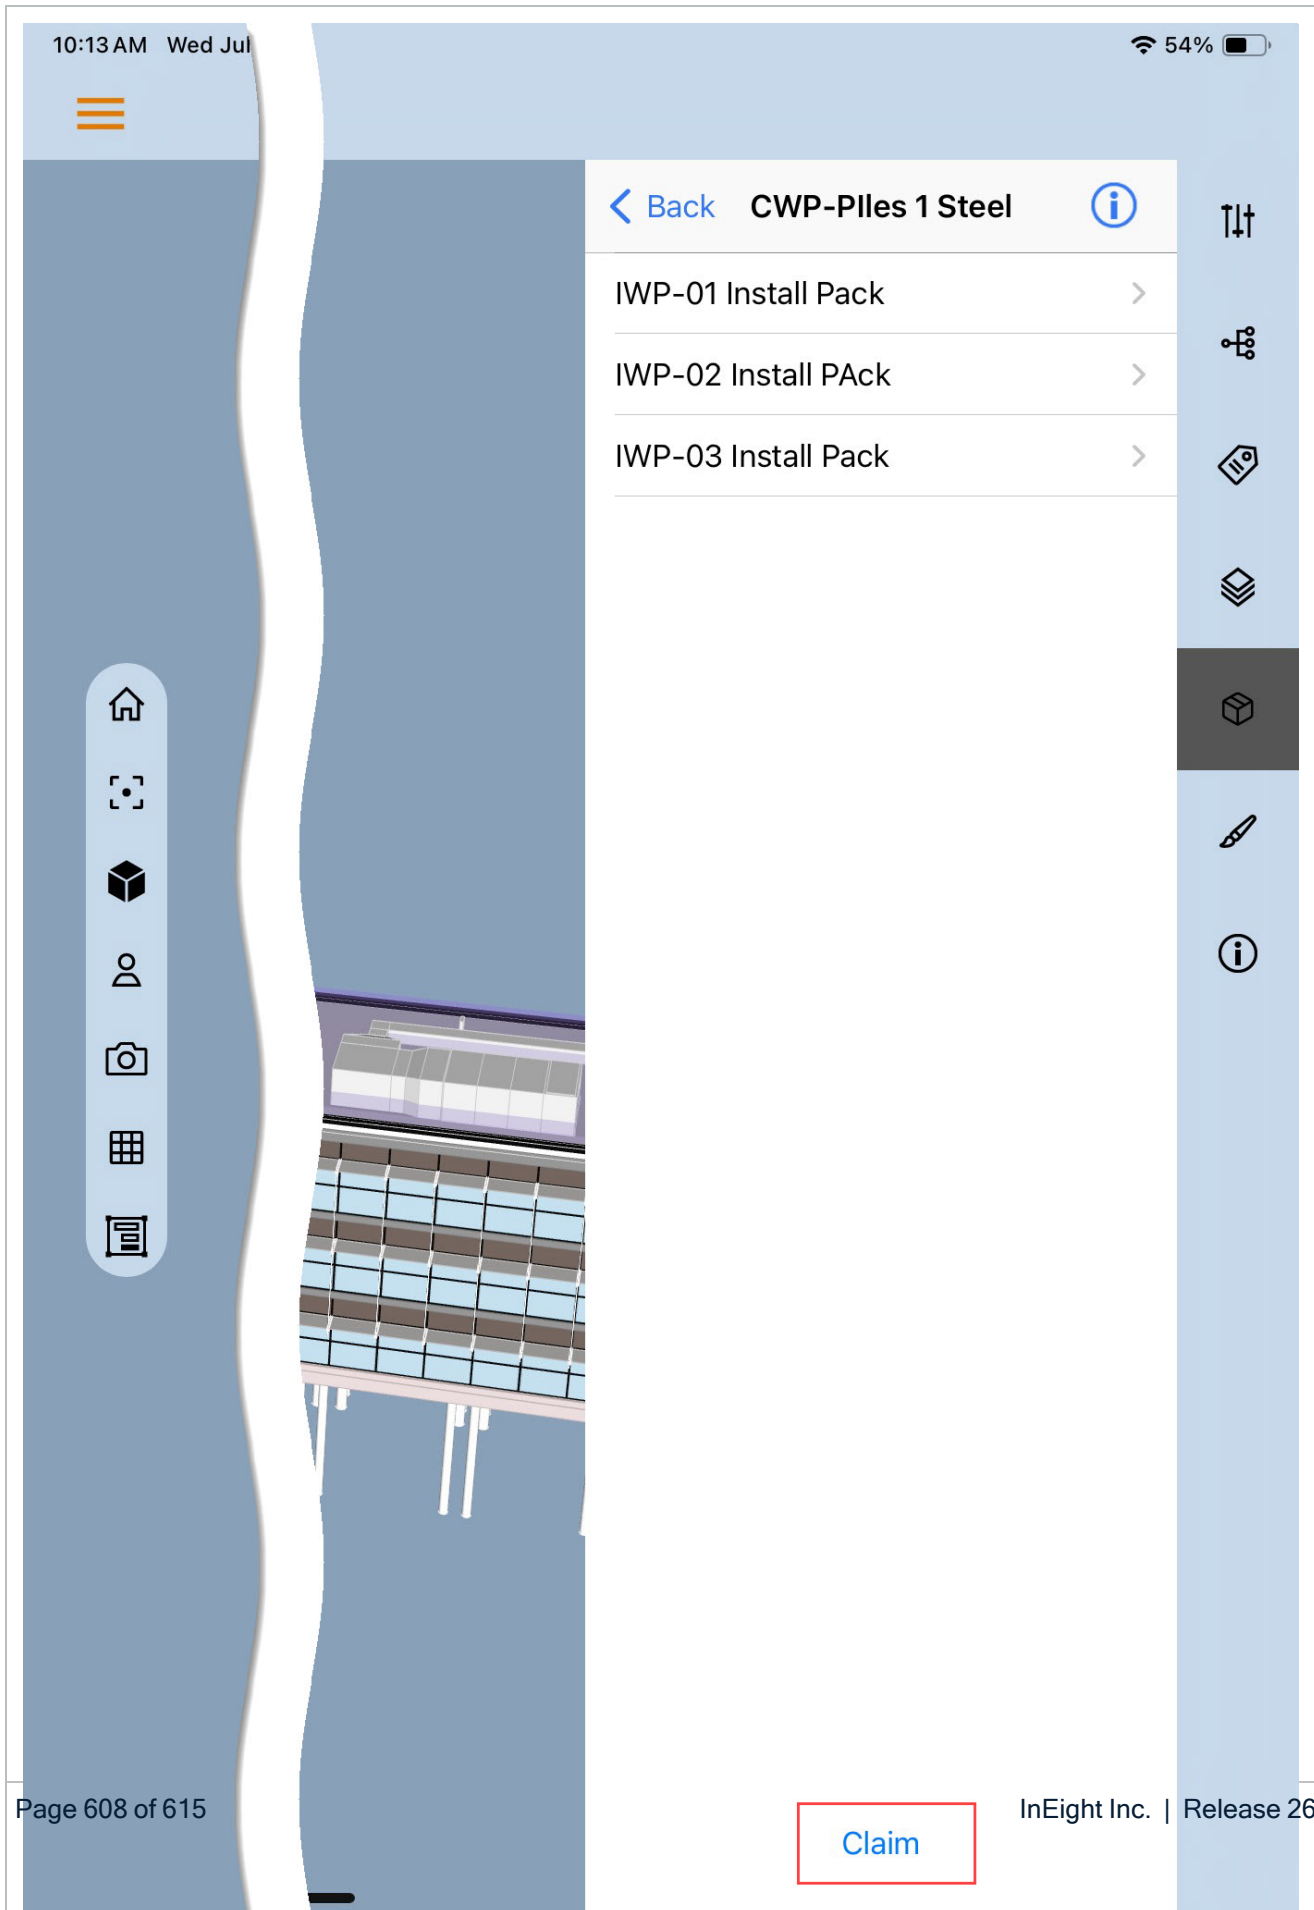 10:13 AM Wed Jul
54%
Back CWP-PIles 1 Steel
IWP-01 Install Pack
IWP-02 Install PAck
IWP-03 Install Pack
Page 608 of 615
InEight Inc. | Release 26
Claim